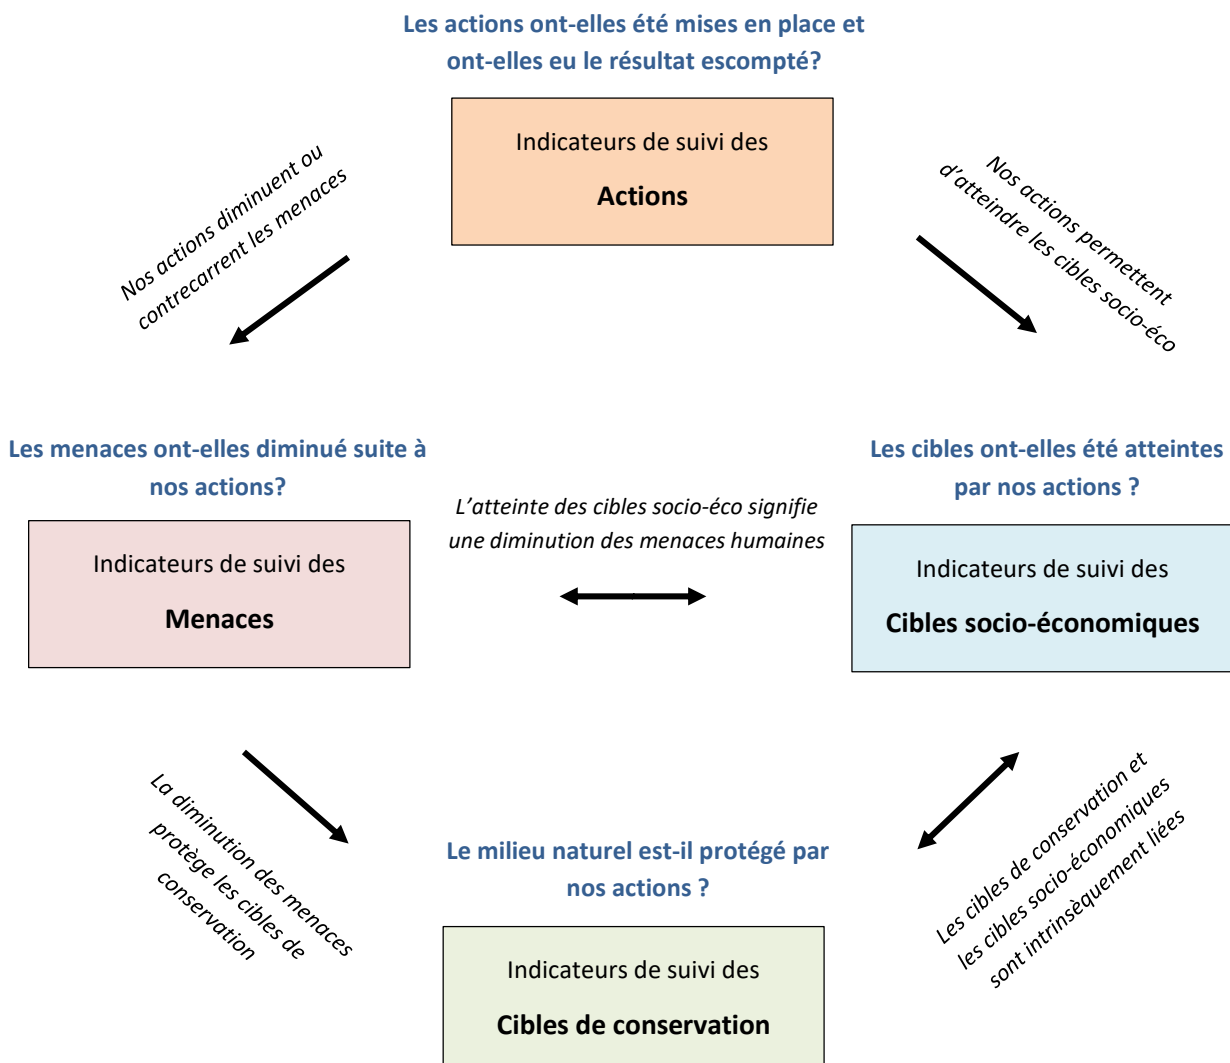 Les actions ont-elles été mises en place et
ont-elles eu le résultat escompté?
Indicateurs de suivi des
Actions
Nos actions diminuent ou
contrecarrent les menaces
Nos actions permettent
d’atteindre les cibles socio-éco
Les menaces ont-elles diminué suite à
nos actions?
Indicateurs de suivi des
Menaces
L’atteinte des cibles socio-éco signifie
une diminution des menaces humaines
Les cibles ont-elles été atteintes
par nos actions ?
Indicateurs de suivi des
Cibles socio-économiques
La diminution des menaces
protège les cibles de
conservation
Le milieu naturel est-il protégé par
nos actions ?
Indicateurs de suivi des
Cibles de conservation
Les cibles de conservation et
les cibles socio-économiques
sont intrinsèquement liées